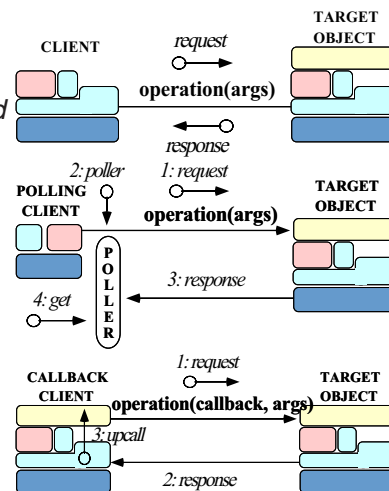 CLIENT
request
TARGET
OBJECT
operation(args)
d
response
2: poller
1: request
POLLING
CLIENT
TARGET
OBJECT
operation(args)
POLLER
3: response
4: get
1: request
CALLBACK
CLIENT
TARGET
OBJECT
operation(callback, args)
3: upcall
2: response